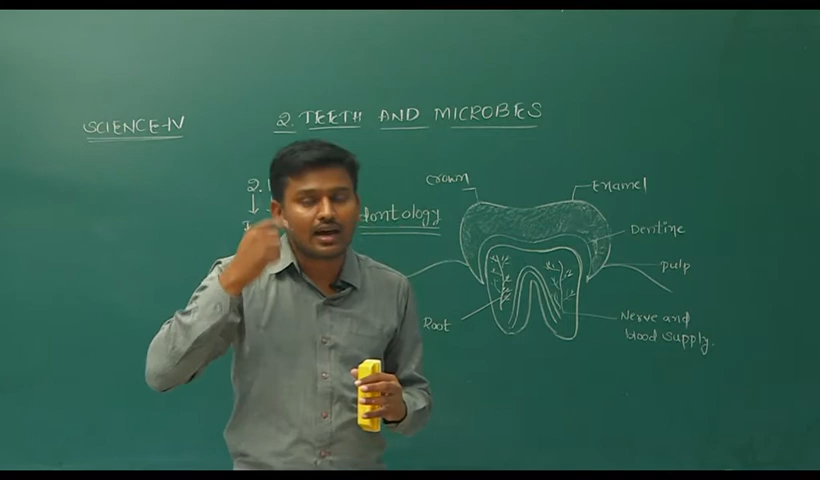 SCIENCE-IV
2. TEETH AND MICROBES
2.
dontology
Crown
Enamel
Dentine
pulp
Root
Nerve and
blood supply.